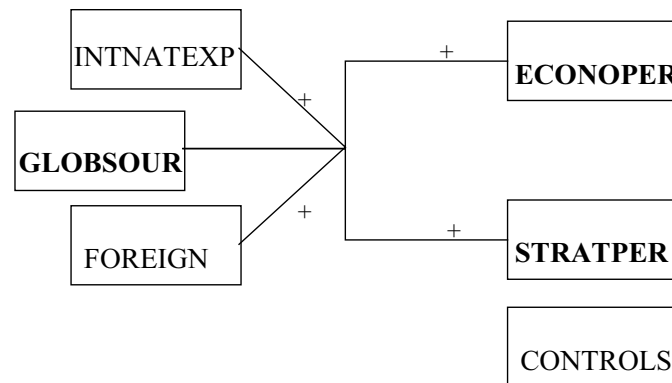 INTNATEXP
+
ECONOPER
+
GLOBSOUR
+
FOREIGN
+
STRATPER
CONTROLS